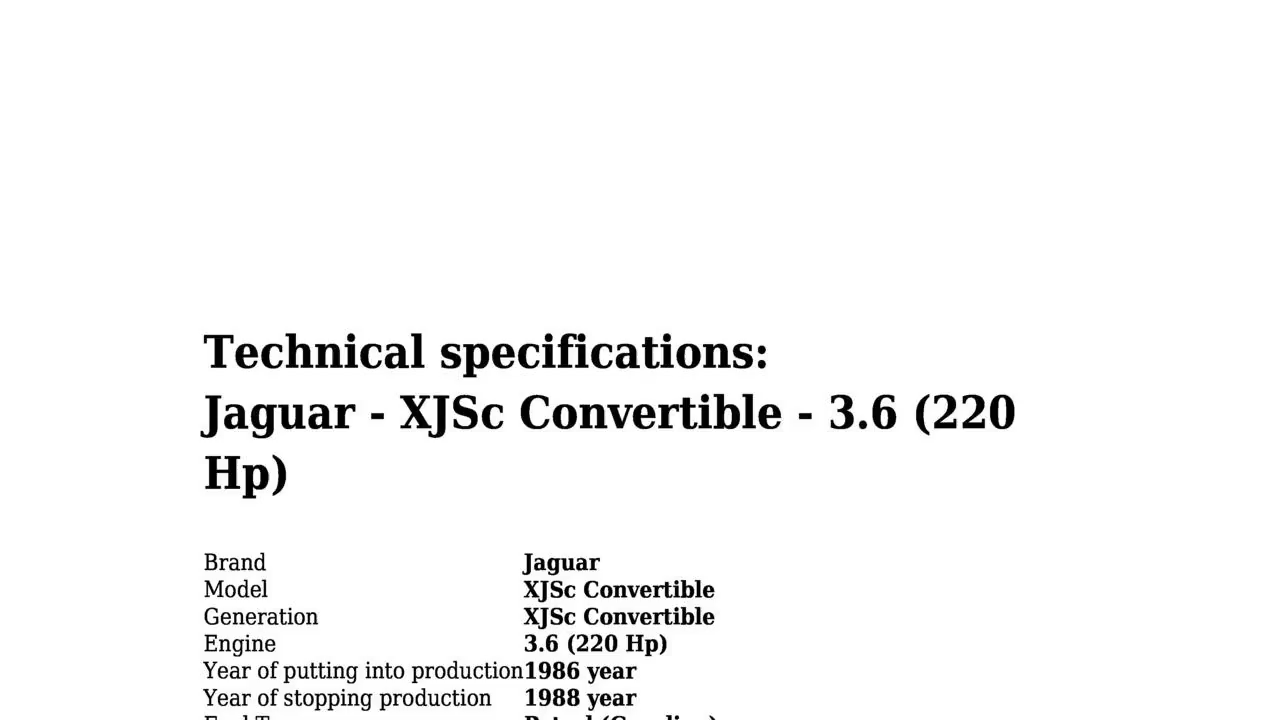 Technical specifications:
Jaguar - XJSc Convertible - 3.6 (220
Hp)
Brand Jaguar
Model XJSc Convertible
Generation XJSc Convertible
Engine 3.6 (220 Hp)
Year of putting into production 1986 year
Year of stopping production 1988 year